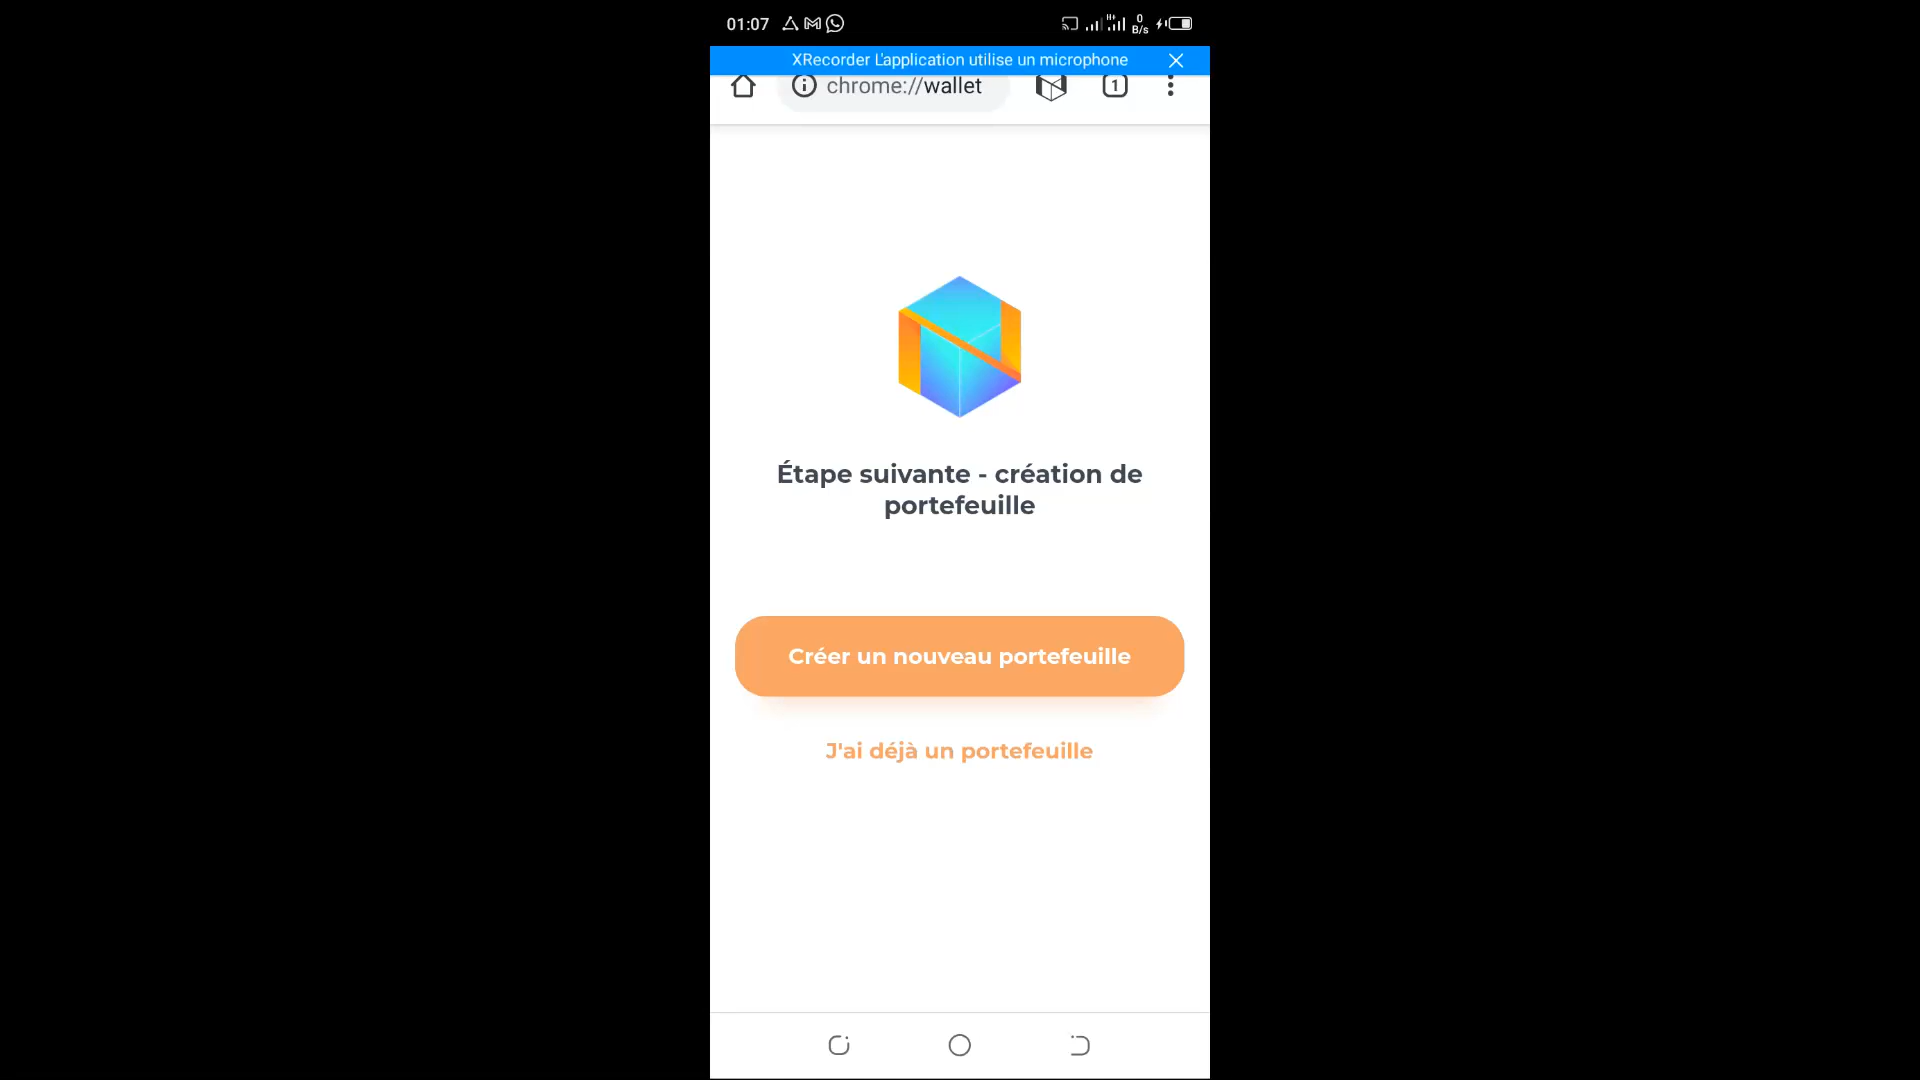 01:07
0
B/s
XRecorder L'application utilise un microphone
chrome://wallet
1
Étape suivante - création de
portefeuille
Créer un nouveau portefeuille
J'ai déjà un portefeuille